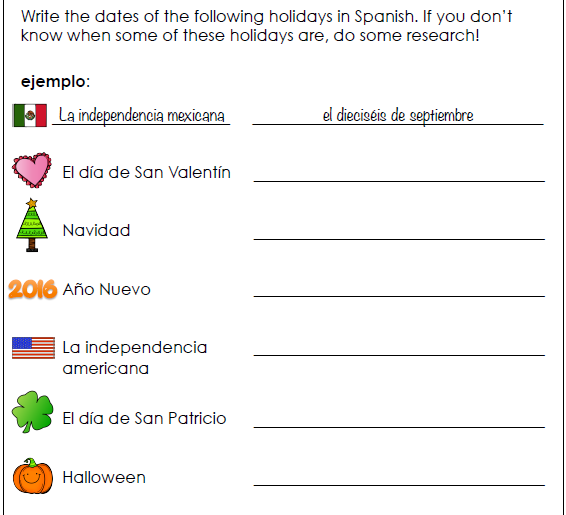 Write the dates of the following holidays in Spanish. If you don't
know when some of these holidays are, do some research!
ejemplo:
La independencia mexicana el dieciséis de septiembre
El día de San Valentín
Navidad
2016 Año Nuevo
La independencia
americana
El día de San Patricio
Halloween